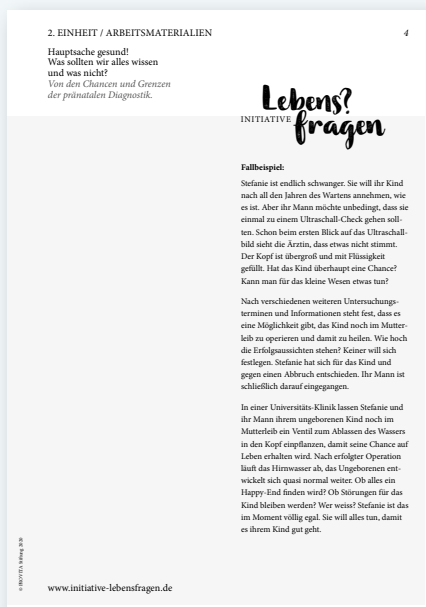 2. EINHEIT / ARBEITSMATERIALIEN
4
Hauptsache gesund!
Was sollten wir alles wissen
und was nicht?
Von den Chancen und Grenzen
der pränatalen Diagnostik.
Lebens?
INITIATIVE fragen
Fallbeispiel:
Stefanie ist endlich schwanger. Sie will ihr Kind
nach all den Jahren des Wartens annehmen, wie
es ist. Aber ihr Mann möchte unbedingt, dass sie
einmal zu einem Ultraschall-Check gehen soll-
ten. Schon beim ersten Blick auf das Ultraschall-
bild sieht die Ärztin, dass etwas nicht stimmt.
Der Kopf ist übergroß und mit Flüssigkeit
gefüllt. Hat das Kind überhaupt eine Chance?
Kann man für das kleine Wesen etwas tun?
Nach verschiedenen weiteren Untersuchungs-
terminen und Informationen steht fest, dass es
eine Möglichkeit gibt, das Kind noch im Mutter-
leib zu operieren und damit zu heilen. Wie hoch
die Erfolgsaussichten stehen? Keiner will sich
festlegen. Stefanie hat sich für das Kind und
gegen einen Abbruch entschieden. Ihr Mann ist
schließlich darauf eingegangen.
In einer Universitäts-Klinik lassen Stefanie und
ihr Mann ihrem ungeborenen Kind noch im
Mutterleib ein Ventil zum Ablassen des Wassers
in den Kopf einpflanzen, damit seine Chance auf
Leben erhalten wird. Nach erfolgter Operation
läuft das Hirnwasser ab, das Ungeborenen ent-
wickelt sich quasi normal weiter. Ob alles ein
Happy-End finden wird? Ob Störungen für das
Kind bleiben werden? Wer weiss? Stefanie ist das
im Moment völlig egal. Sie will alles tun, damit
es ihrem Kind gut geht.
© PROVITA Stiftung 2020
www.initiative-lebensfragen.de